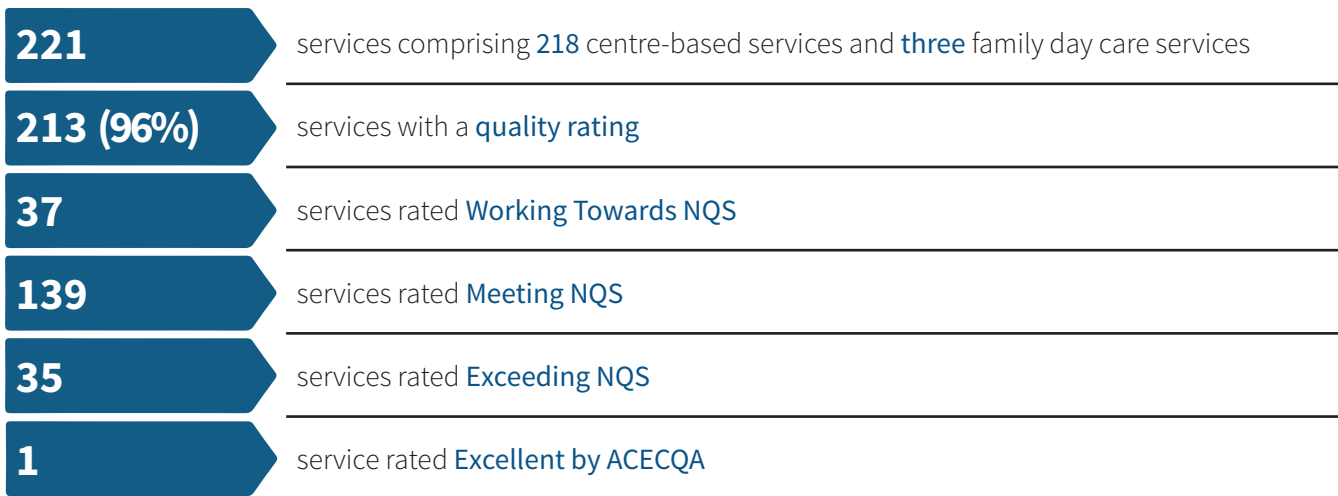 221 services comprising 218 centre-based services and three family day care services
213 (96%) services with a quality rating
37 services rated Working Towards NQS
139 services rated Meeting NQS
35 services rated Exceeding NQS
1 service rated Excellent by ACECQA